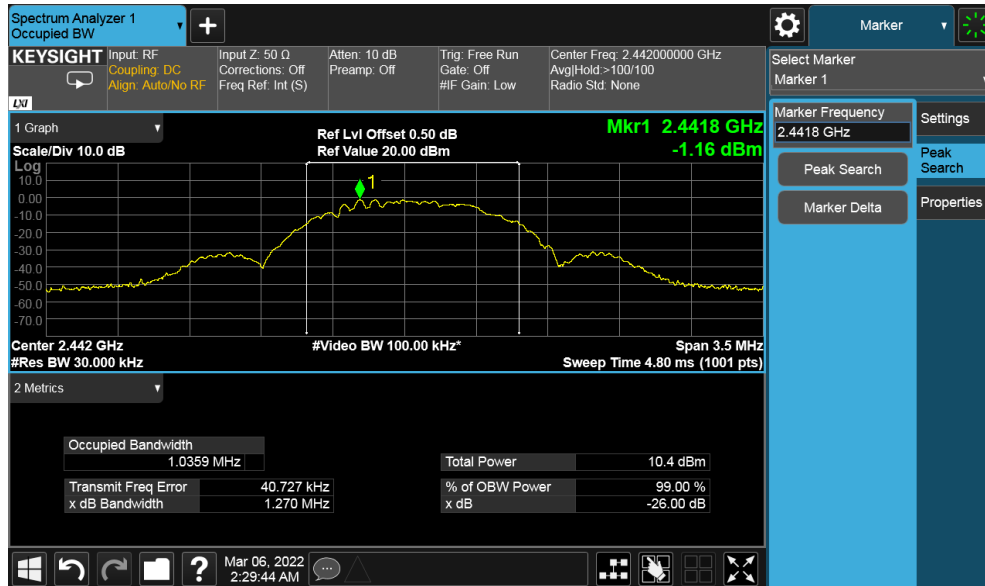 Spectrum Analyzer 1
Occupied BW
Marker
KEYSIGHT
LXI
Input: RF
Coupling: DC
Align: Auto/No RF
Input Z: 50 Ω
Corrections: Off
Freq Ref: Int (S)
Atten: 10 dB
Preamp: Off
Trig: Free Run
Gate: Off
#IF Gain: Low
Center Freq: 2.442000000 GHz
Avg|Hold:>100/100
Radio Std: None
Select Marker
Marker 1
Marker Frequency
2.4418 GHz
Peak Search
Marker Delta
Settings
Peak
Search
Properties
1 Graph
Scale/Div 10.0 dB
Ref Lvl Offset 0.50 dB
Ref Value 20.00 dBm
Mkr1 2.4418 GHz
-1.16 dBm
Log
10.0
0.00
-10.0
-20.0
-30.0
-40.0
-50.0
-60.0
-70.0
1
Center 2.442 GHz
#Video BW 100.00 kHz*
Span 3.5 MHz
#Res BW 30.000 kHz
Sweep Time 4.80 ms (1001 pts)
2 Metrics
Occupied Bandwidth
1.0359 MHz
Total Power 10.4 dBm
Transmit Freq Error 40.727 kHz
% of OBW Power 99.00 %
x dB Bandwidth 1.270 MHz
x dB -26.00 dB
?
Mar 06, 2022
2:29:44 AM